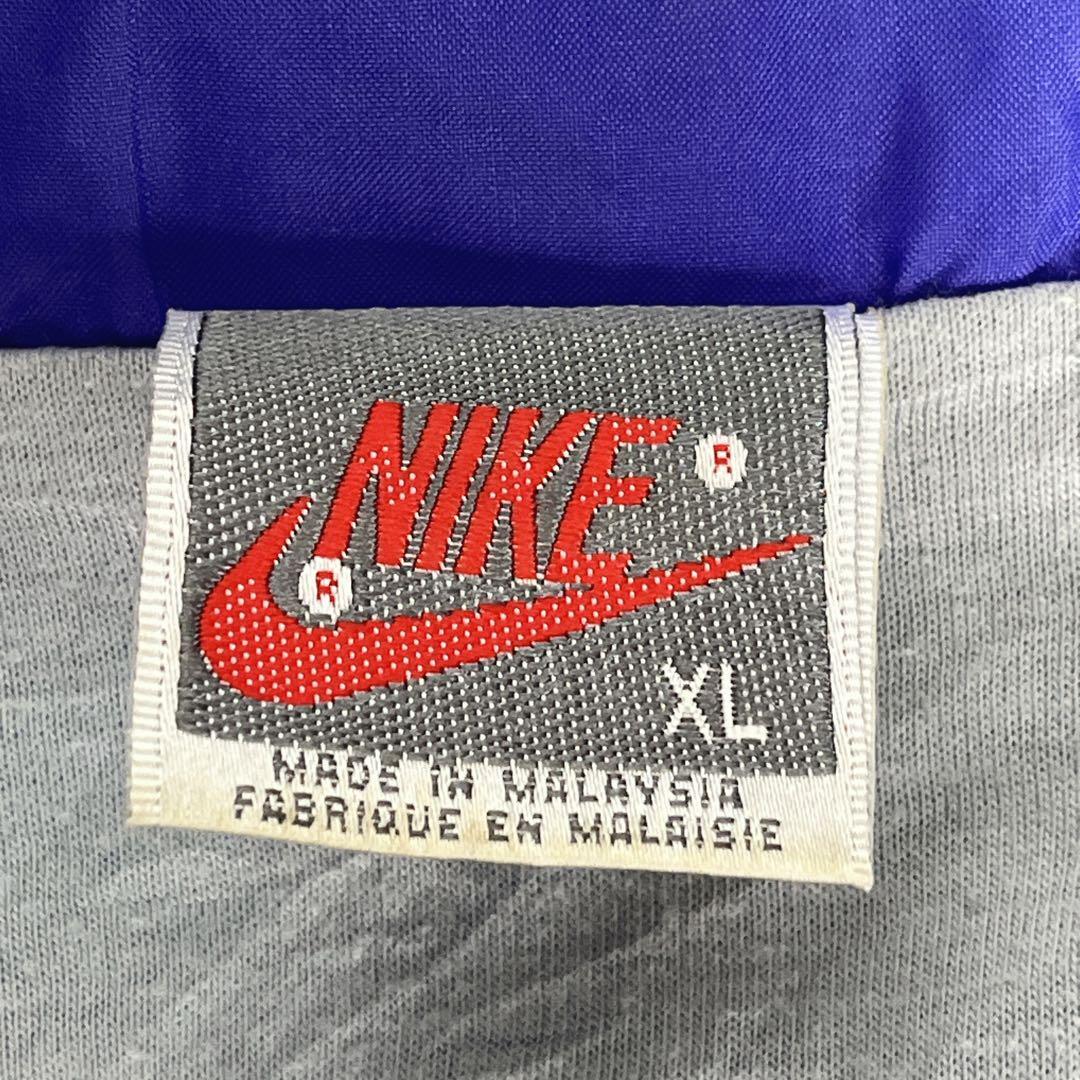 NIKE ®
®
XL
MADE IN MALAYSIA
FABRIQUE EN MALAISIE